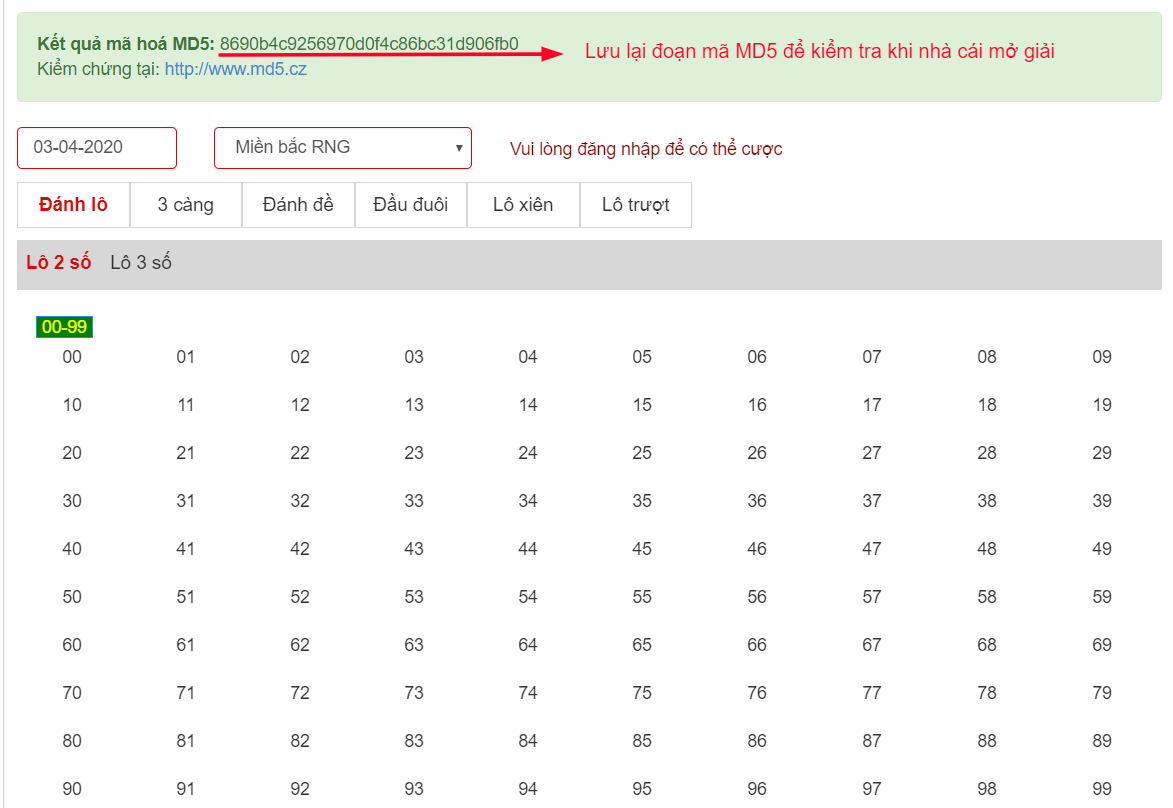 Kết quả mã hoá MD5: 8690b4c9256970d0f4c86bc31d906fb0
Lưu lại đoạn mã MD5 để kiểm tra khi nhà cái mở giải
Kiểm chứng tại: http://www.md5.cz
03-04-2020 Miền bắc RNG Vui lòng đăng nhập để có thể cược
Đánh lô 3 càng Đánh đề Đầu đuôi Lô xiên Lô trượt
Lô 2 số Lô 3 số
00-99
00 01 02 03 04 05 06 07 08 09
10 11 12 13 14 15 16 17 18 19
20 21 22 23 24 25 26 27 28 29
30 31 32 33 34 35 36 37 38 39
40 41 42 43 44 45 46 47 48 49
50 51 52 53 54 55 56 57 58 59
60 61 62 63 64 65 66 67 68 69
70 71 72 73 74 75 76 77 78 79
80 81 82 83 84 85 86 87 88 89
90 91 92 93 94 95 96 97 98 99